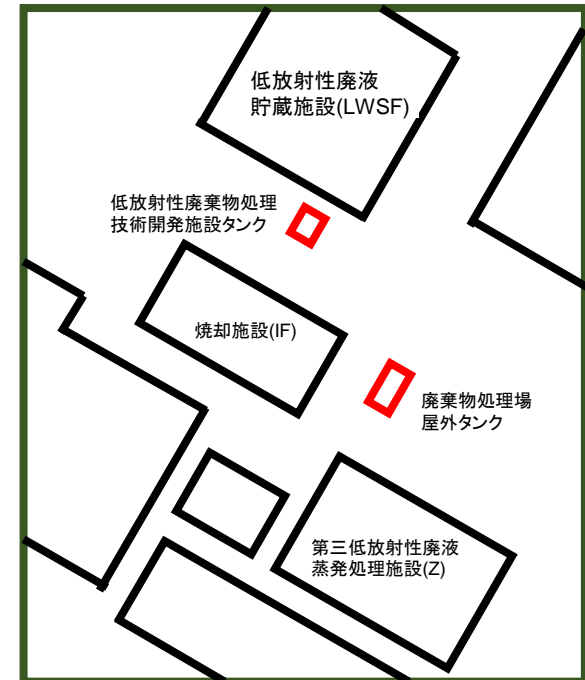 低放射性廃液
貯蔵施設(LWSF)
低放射性廃棄物処理
技術開発施設タンク
焼却施設(IF)
廃棄物処理場
屋外タンク
第三低放射性廃液
蒸発処理施設(Z)